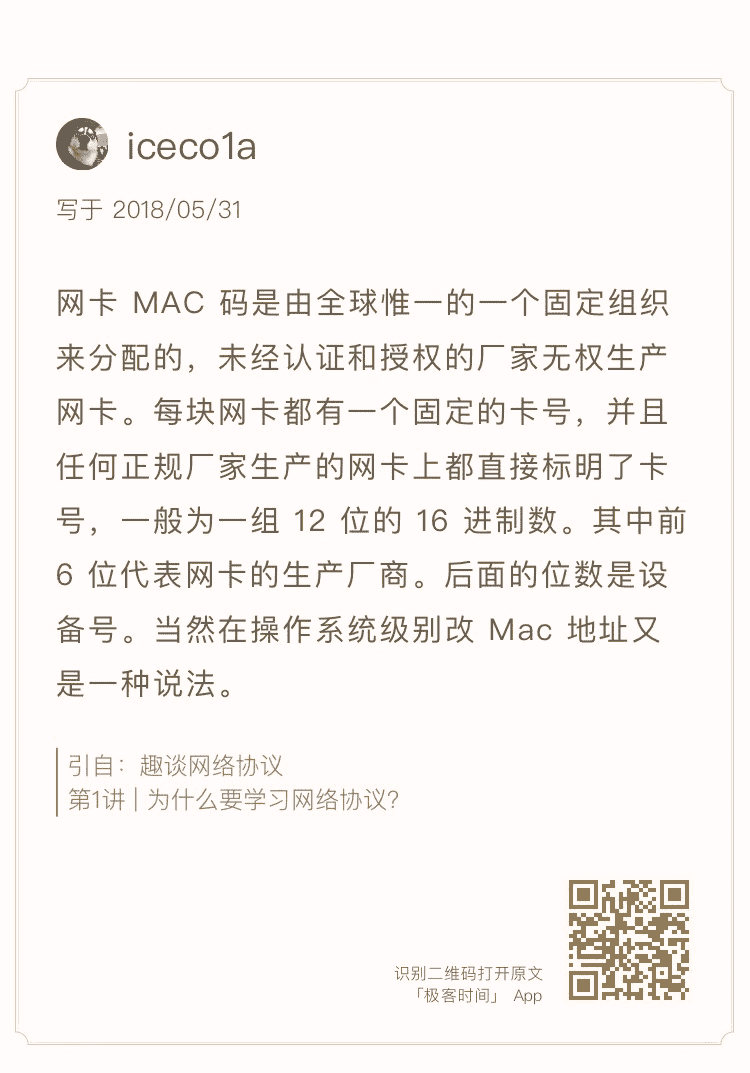 iceco1a
写于 2018/05/31
网卡 MAC 码是由全球惟一的一个固定组织
来分配的，未经认证和授权的厂家无权生产
网卡。每块网卡都有一个固定的卡号，并且
任何正规厂家生产的网卡上都直接标明了卡
号，一般为一组 12 位的 16 进制数。其中前
6 位代表网卡的生产厂商。后面的位数是设
备号。当然在操作系统级别改 Mac 地址又
是一种说法。
引自：趣谈网络协议
第1讲 | 为什么要学习网络协议？
识别二维码打开原文
「极客时间」 App